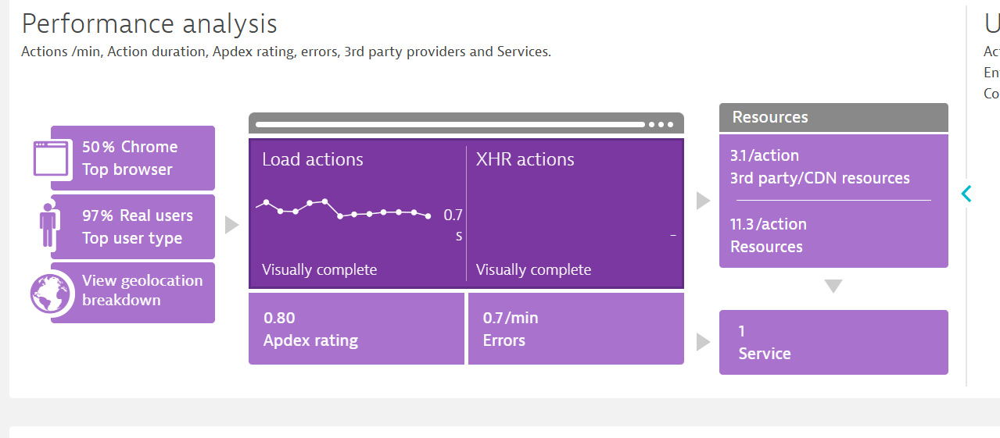 Performance analysis
Actions /min, Action duration, Apdex rating, errors, 3rd party providers and Services.
50% Chrome
Top browser
97% Real users
Top user type
View geolocation
breakdown
Load actions
0.7
s
Visually complete
XHR actions
–
Visually complete
0.80
Apdex rating
0.7/min
Errors
Resources
3.1/action
3rd party/CDN resources
11.3/action
Resources
1
Service